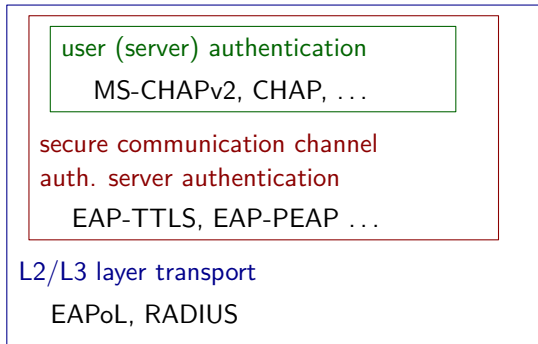 user (server) authentication
MS-CHAPv2, CHAP, ...
secure communication channel
auth. server authentication
EAP-TTLS, EAP-PEAP ...
L2/L3 layer transport
EAPoL, RADIUS